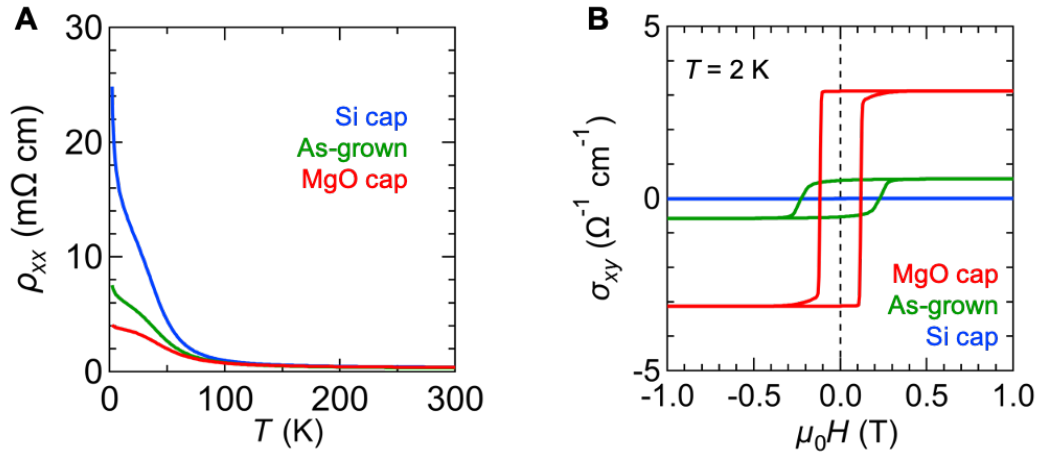 A
30
20
10
0
ρxx (mΩ cm)
Si cap
As-grown
MgO cap
0 100 200 300
T (K)
B
5
0
-5
σxy (Ω⁻¹ cm⁻¹)
T = 2 K
MgO cap
As-grown
Si cap
-1.0 -0.5 0.0 0.5 1.0
μ₀H (T)